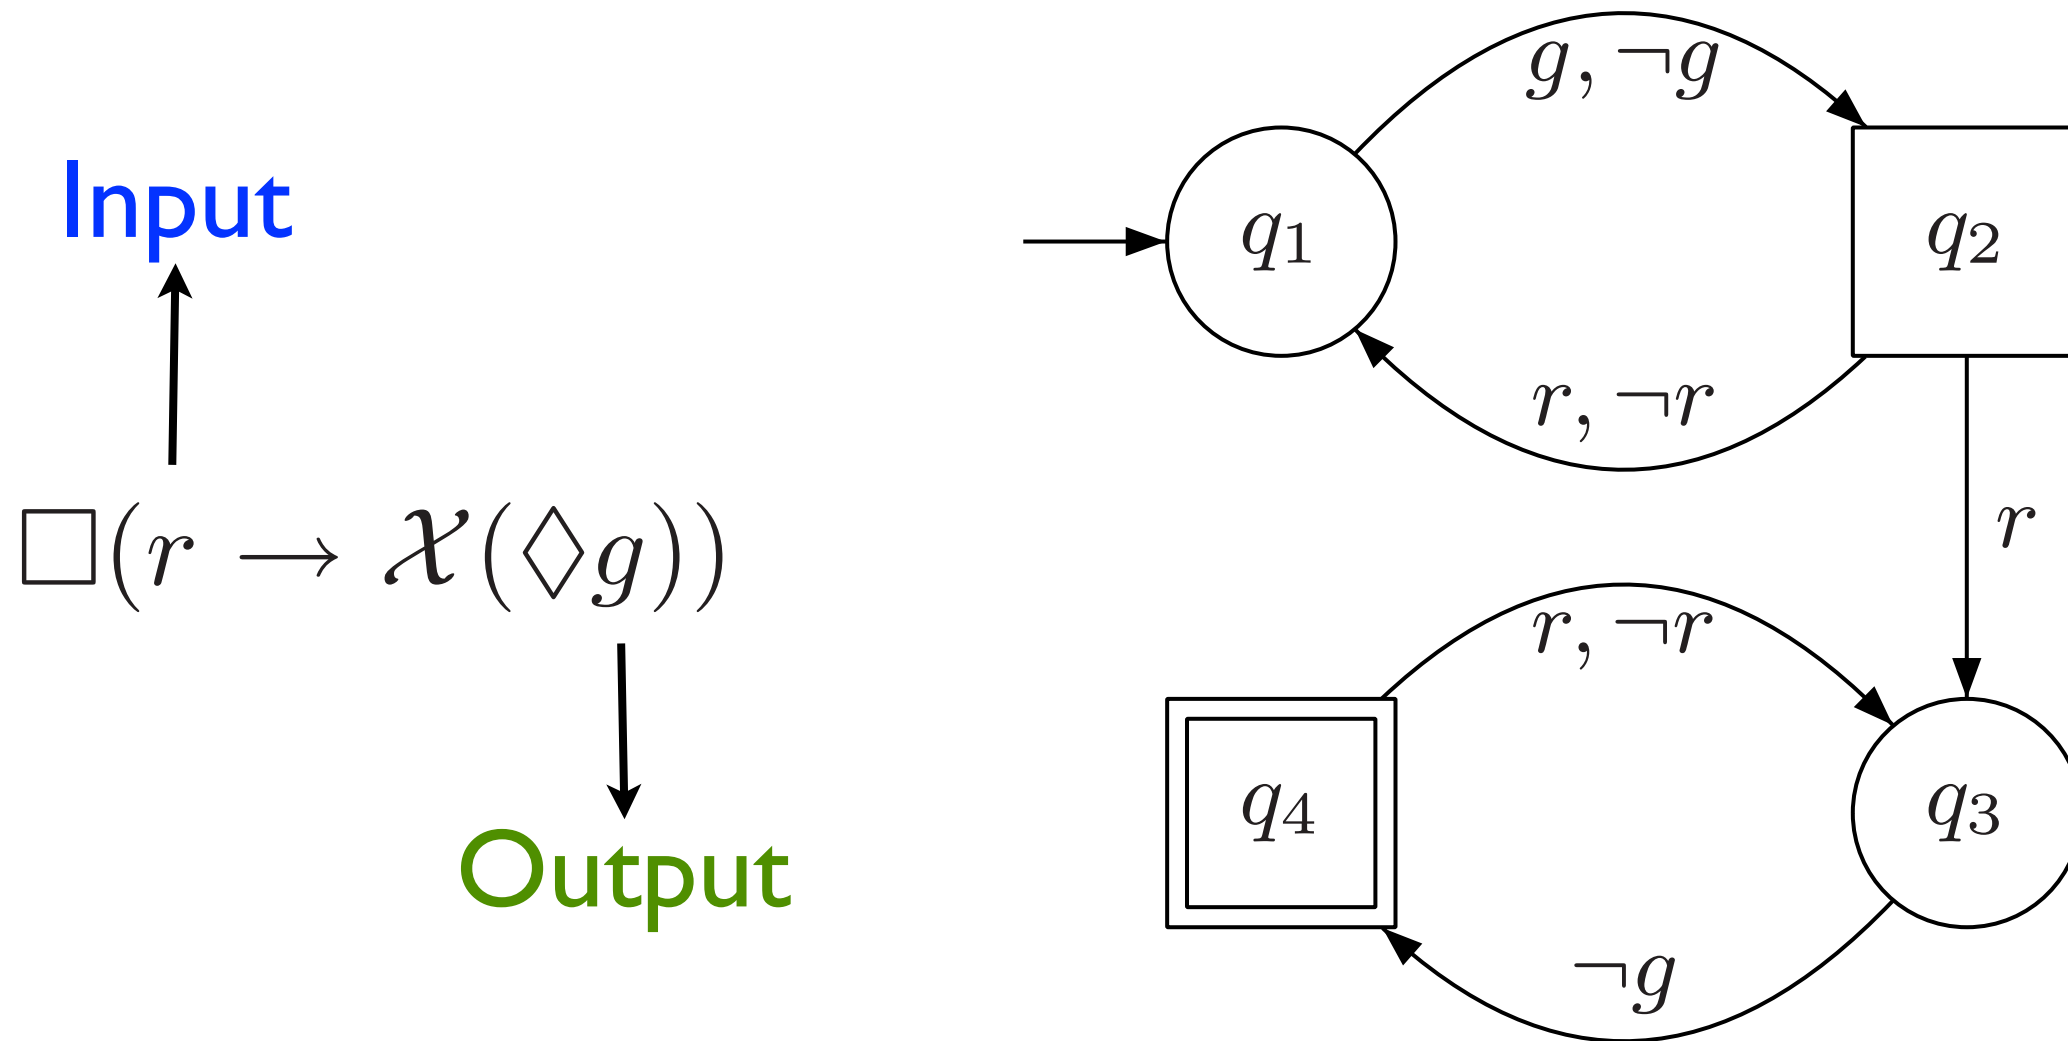 Input
□(r → 𝒳(◇g))
Output
g, ¬g
q₁
q₂
r, ¬r
r
r, ¬r
q₄
q₃
¬g